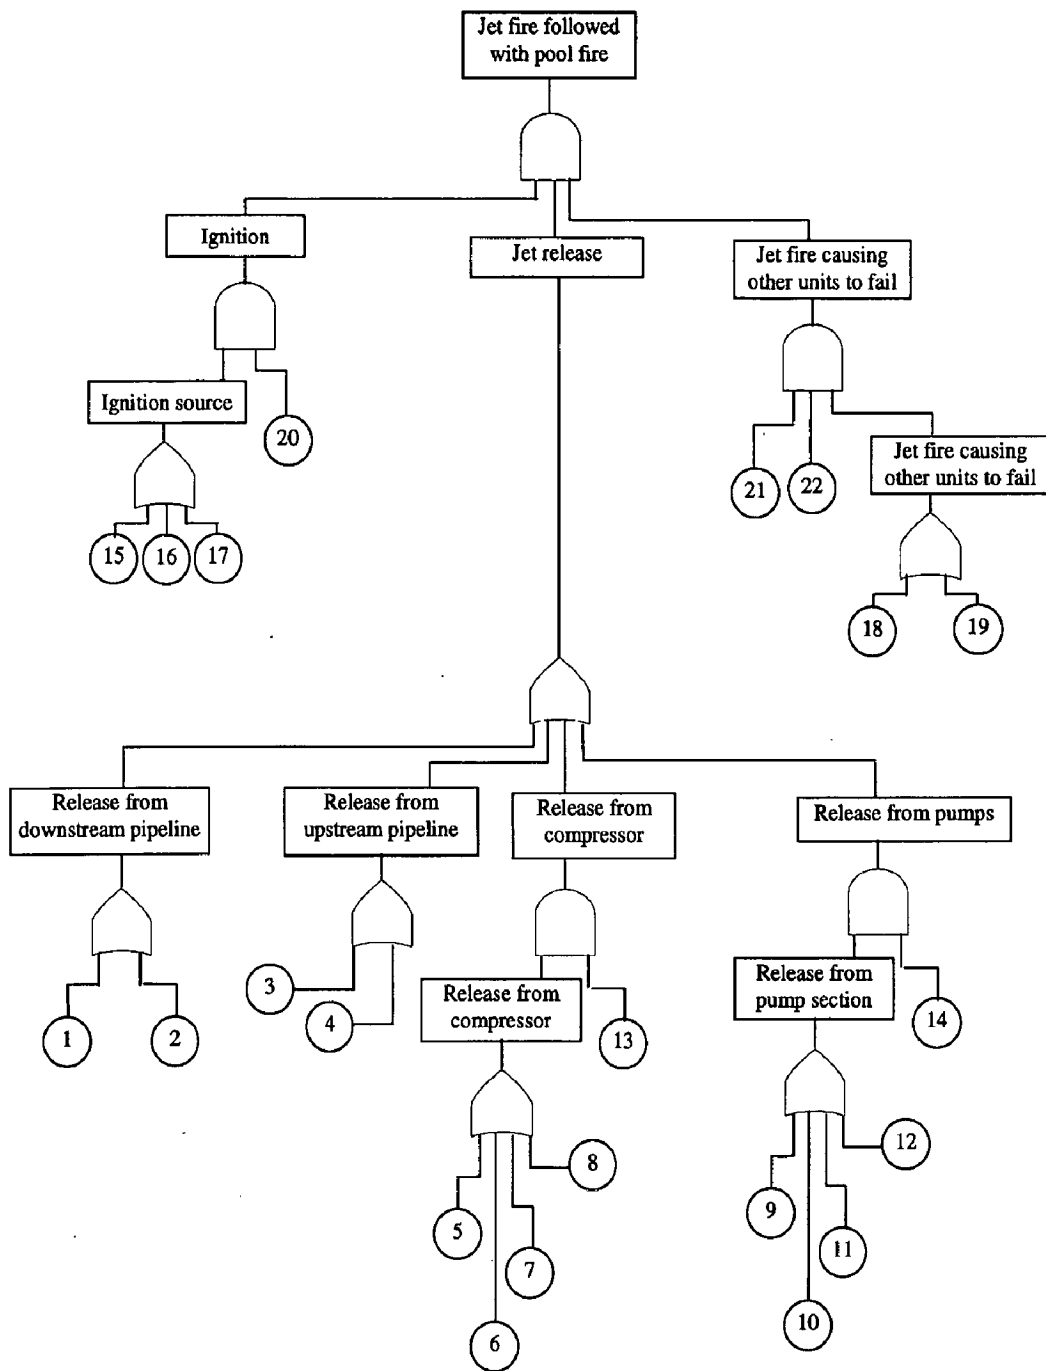 Jet fire followed
with pool fire
Ignition
Jet release
Jet fire causing
other units to fail
Ignition source
20
21
22
Jet fire causing
other units to fail
15
16
17
18
19
Release from
downstream pipeline
Release from
upstream pipeline
Release from
compressor
Release from pumps
3
4
Release from
compressor
Release from
pump section
1
2
13
14
8
12
5
7
9
11
6
10